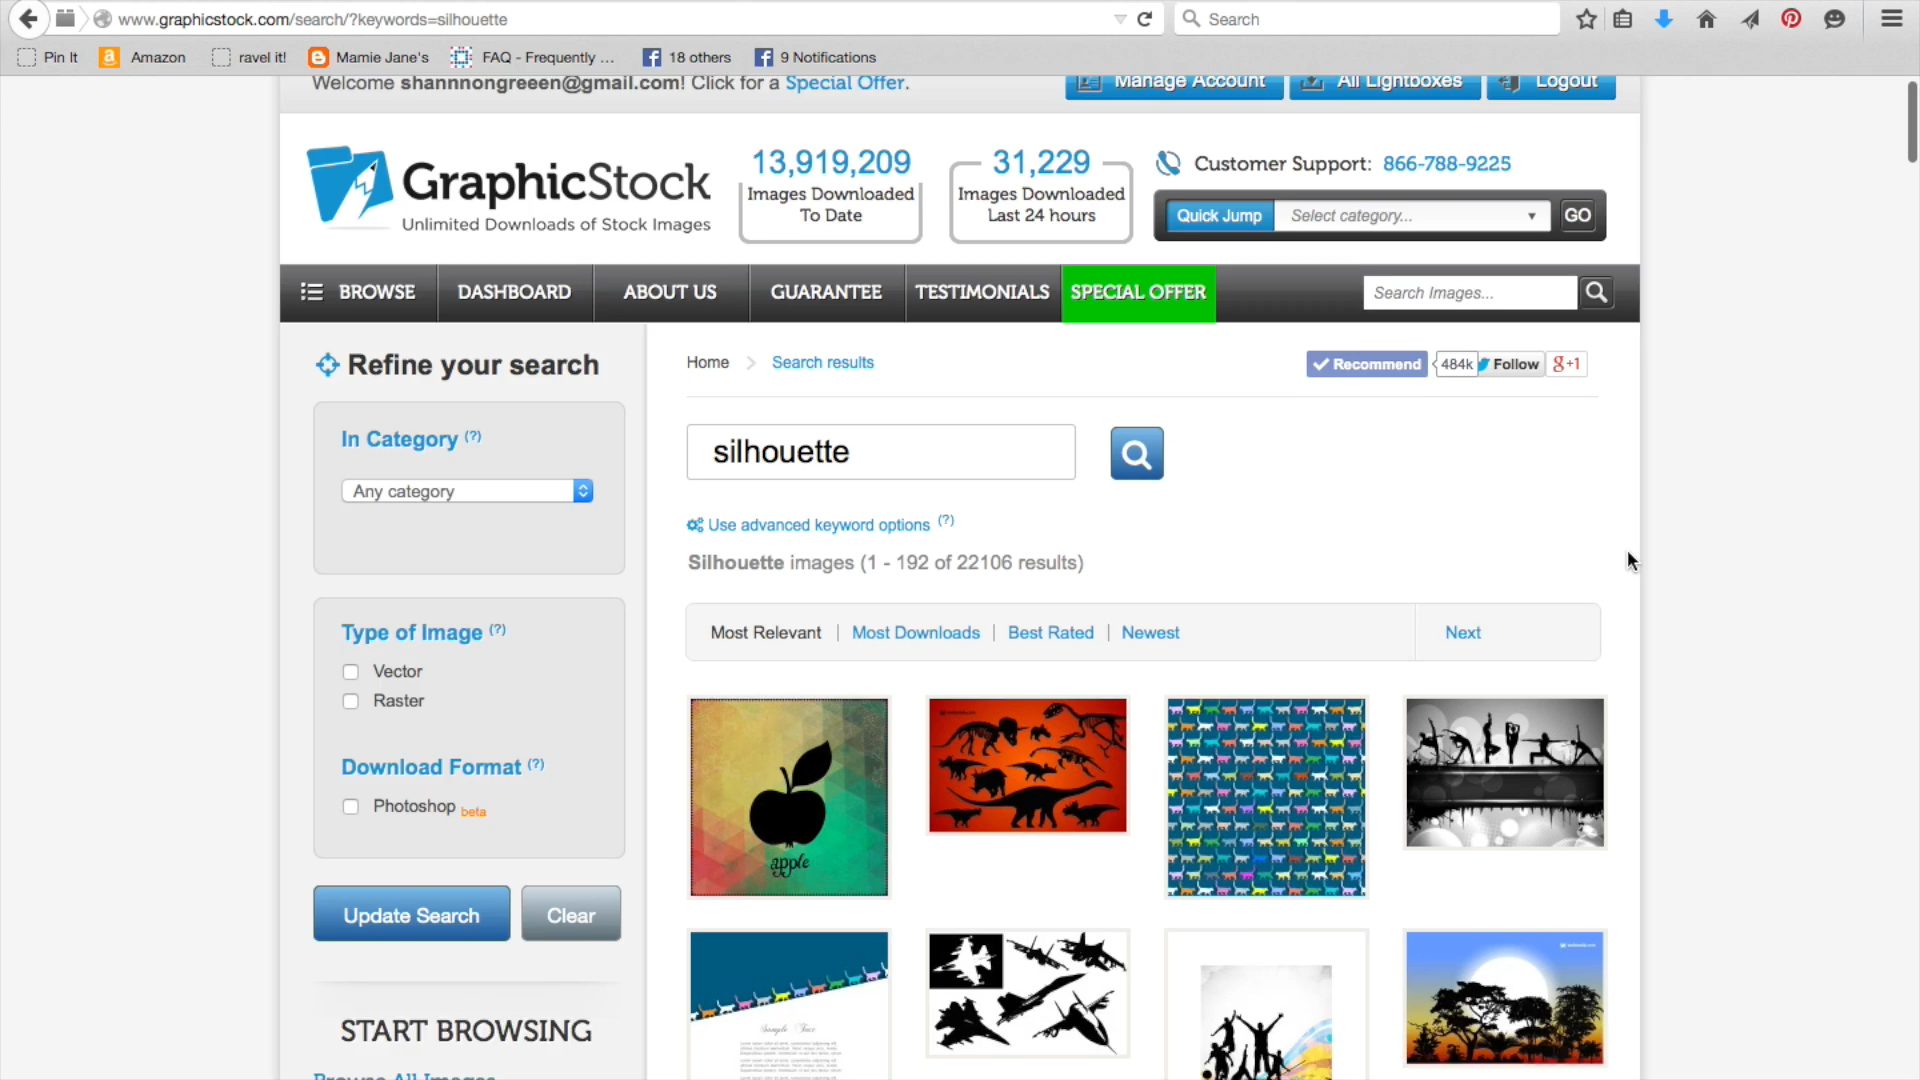 www.graphicstock.com/search/?keywords=silhouette
Search
Pin It
Amazon
ravel it!
Mamie Jane's
FAQ - Frequently ...
18 others
9 Notifications
Welcome shannnongreeen@gmail.com! Click for a Special Offer.
Manage Account
All Lightboxes
Logout
GraphicStock
Unlimited Downloads of Stock Images
13,919,209
Images Downloaded
To Date
31,229
Images Downloaded
Last 24 hours
Customer Support: 866-788-9225
Quick Jump
Select category...
GO
BROWSE
DASHBOARD
ABOUT US
GUARANTEE
TESTIMONIALS
SPECIAL OFFER
Search Images...
Refine your search
In Category (?)
Any category
Type of Image (?)
Vector
Raster
Download Format (?)
Photoshop beta
Update Search
Clear
START BROWSING
Browse All Images
Home
Search results
Recommend
484k
Follow
g+1
silhouette
Use advanced keyword options (?)
Silhouette images (1 - 192 of 22106 results)
Most Relevant | Most Downloads | Best Rated | Newest
Next
apple
Sample Text